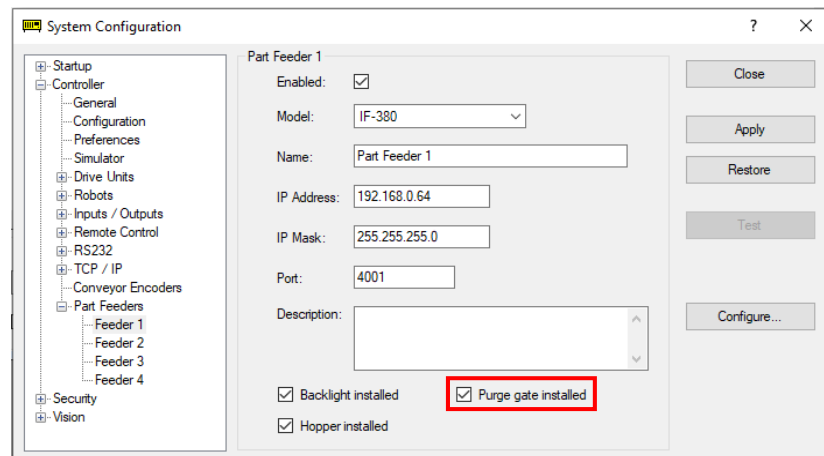 System Configuration
? 
Startup
Controller
General
Configuration
Preferences
Simulator
Drive Units
Robots
Inputs / Outputs
Remote Control
RS232
TCP / IP
Conveyor Encoders
Part Feeders
Feeder 1
Feeder 2
Feeder 3
Feeder 4
Security
Vision
Part Feeder 1
Enabled:
Model: IF-380
Name: Part Feeder 1
IP Address: 192.168.0.64
IP Mask: 255.255.255.0
Port: 4001
Description:
Backlight installed Purge gate installed
Hopper installed
Close
Apply
Restore
Test
Configure...